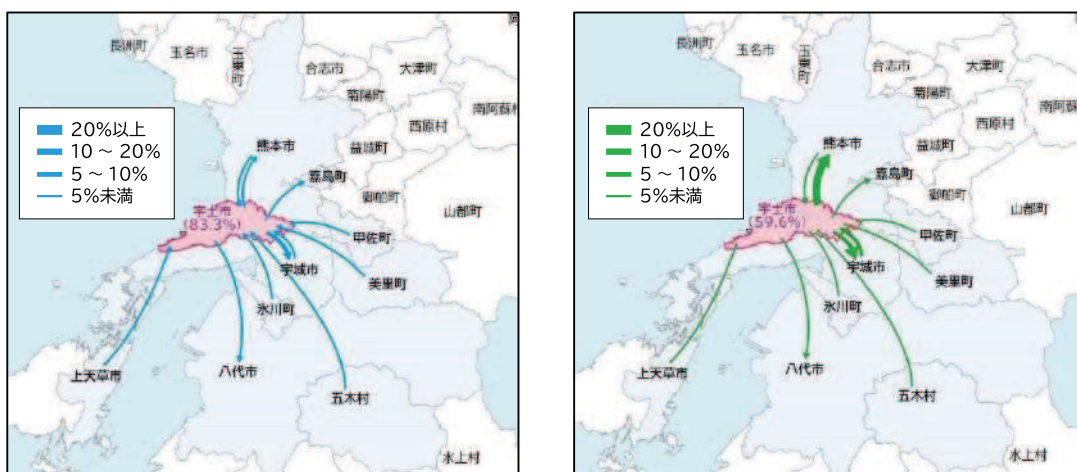 長洲町
玉名市
玉東町
合志市
大津町
菊陽町
南阿蘇村
西原村
益城町
熊本市
嘉島町
御船町
山都町
20%以上
10 ~ 20%
5 ~ 10%
5%未満
宇土市
(83.3%)
甲佐町
宇城市
美里町
氷川町
上天草市
八代市
五木村
水上村
長洲町
玉名市
玉東町
合志市
大津町
菊陽町
南阿蘇村
西原村
益城町
熊本市
嘉島町
御船町
山都町
20%以上
10 ~ 20%
5 ~ 10%
5%未満
宇土市
(59.6%)
甲佐町
宇城市
美里町
氷川町
上天草市
八代市
五木村
水上村